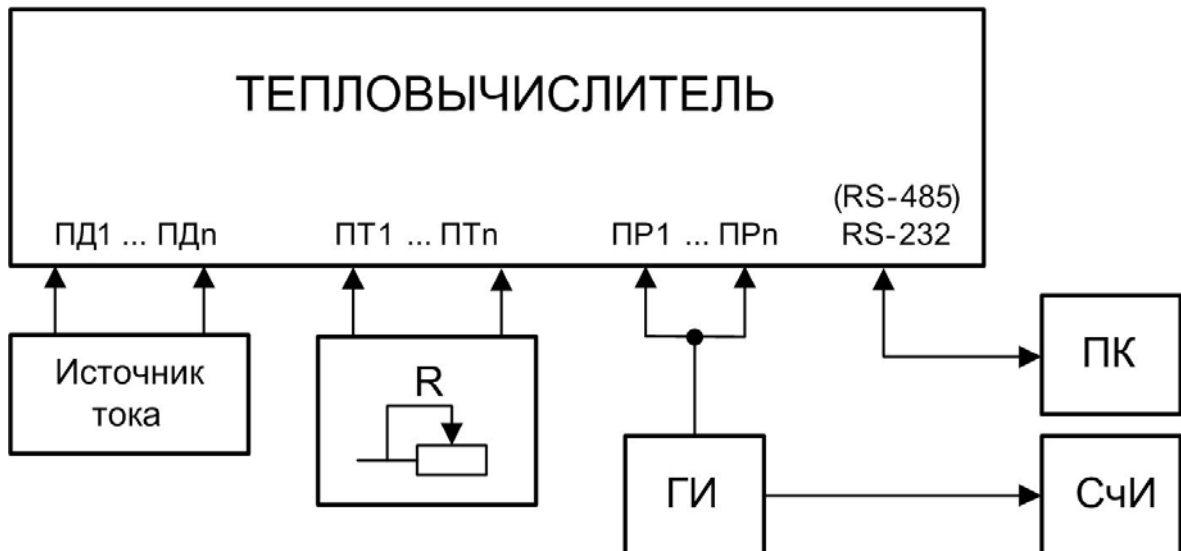 ТЕПЛОВЫЧИСЛИТЕЛЬ
(RS-485)
ПД1 ... ПДn ПТ1 ... ПТn ПР1 ... ПРn RS-232
Источник
тока
R
ПК
ГИ
СчИ